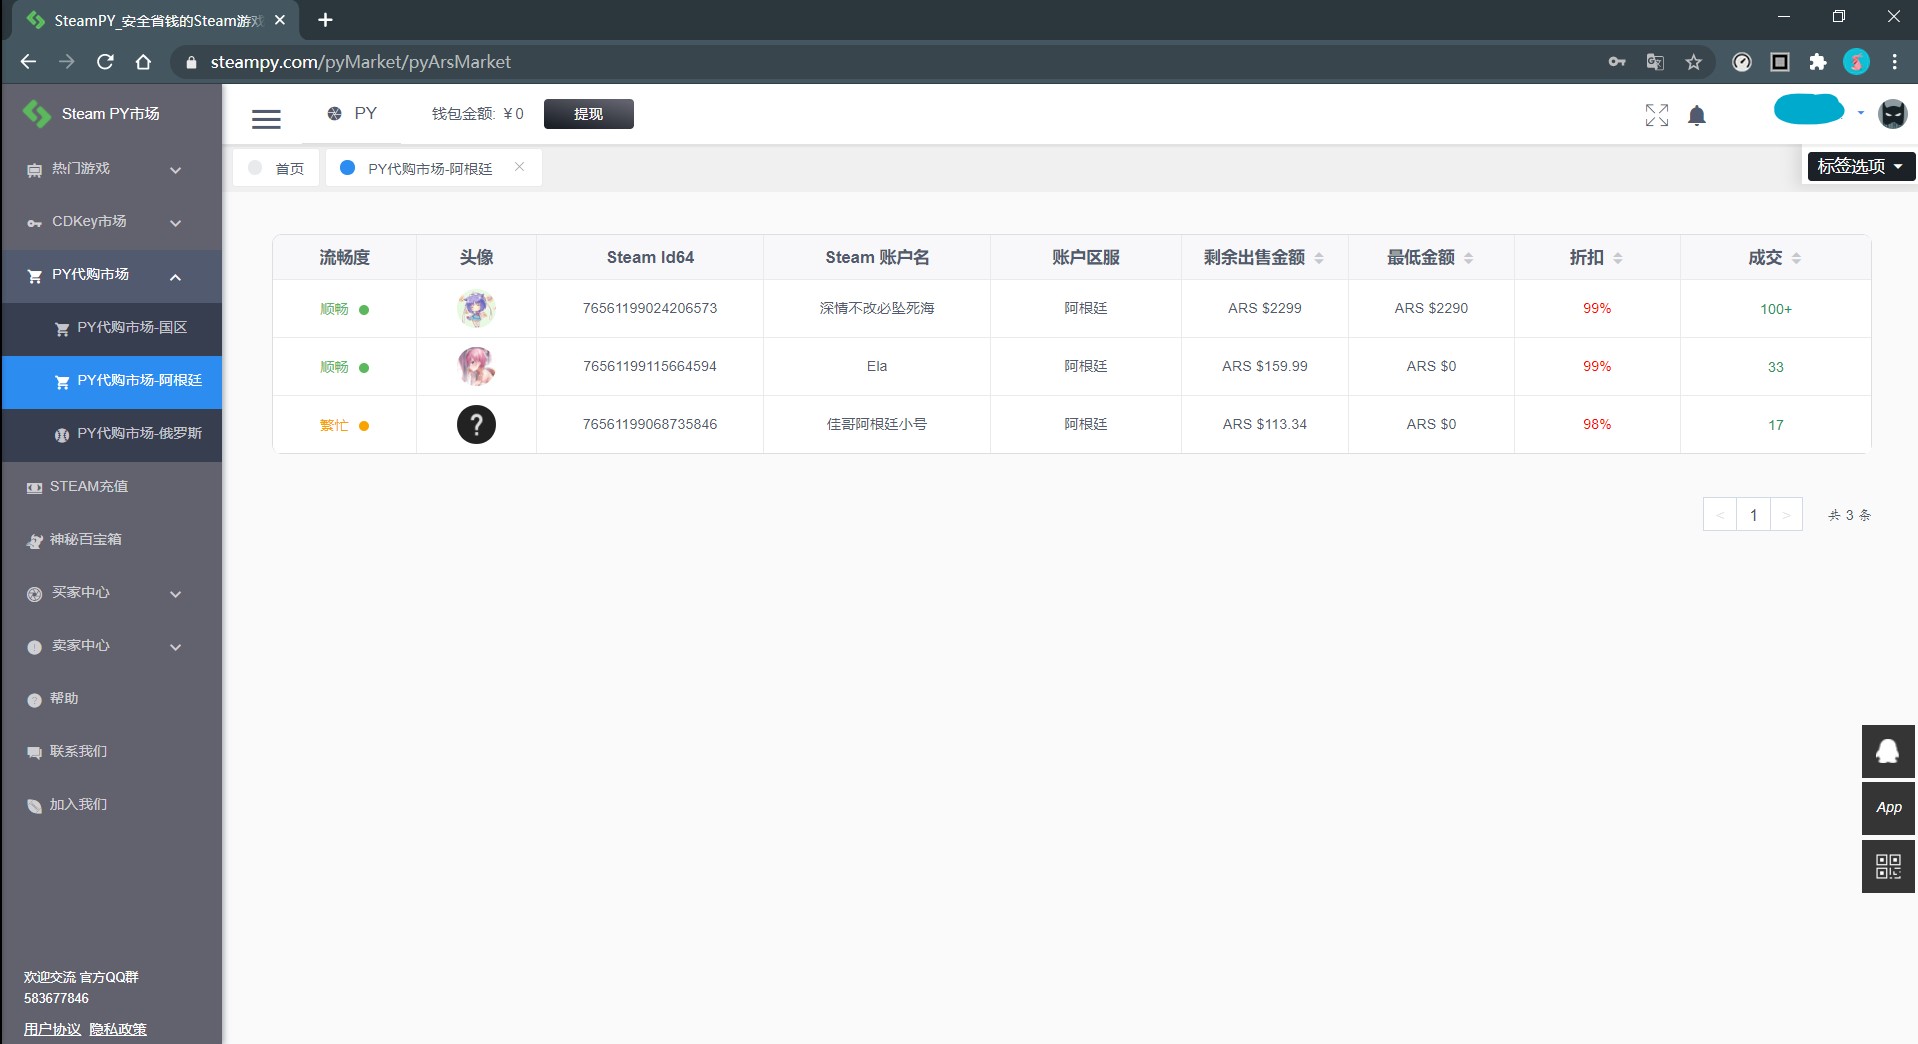 SteamPY_安全省钱的Steam游戏
steampy.com/pyMarket/pyArsMarket
Steam PY市场
PY
钱包金额: ¥ 0
提现
首页
PY代购市场-阿根廷
标签选项
热门游戏
CDKey市场
PY代购市场
PY代购市场-国区
PY代购市场-阿根廷
PY代购市场-俄罗斯
STEAM充值
神秘百宝箱
买家中心
卖家中心
帮助
联系我们
加入我们
欢迎交流 官方QQ群
583677846
用户协议 隐私政策
流畅度 头像 Steam Id64 Steam 账户名 账户区服 剩余出售金额 最低金额 折扣 成交
顺畅 76561199024206573 深情不改必坠死海 阿根廷 ARS $2299 ARS $2290 99% 100+
顺畅 76561199115664594 Ela 阿根廷 ARS $159.99 ARS $0 99% 33
繁忙 ? 76561199068735846 佳哥阿根廷小号 阿根廷 ARS $113.34 ARS $0 98% 17
< 1 > 共 3 条
App